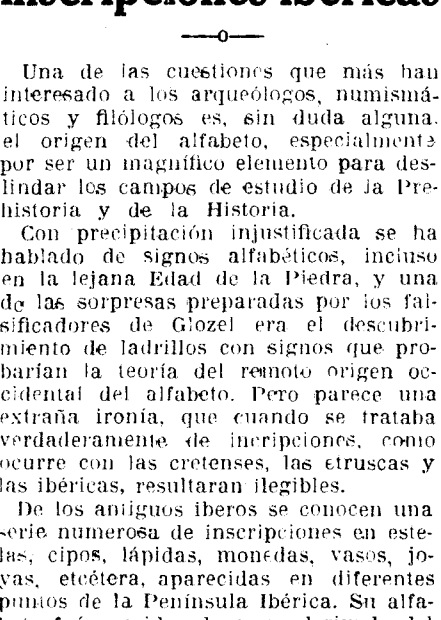 inscripciones ibéricas
Una de las cuestiones que más han
interesado a los arqueólogos, numismá-
ticos y filólogos es, sin duda alguna.
el origen del alfabeto, especialmente
por ser un magnífico elemento para des-
lindar los campos de estudio de la Pre-
historia y de la Historia.
Con precipitación injustificada se ha
hablado de signos alfabéticos, incluso
en la lejana Edad de la Piedra, y una
de las sorpresas preparadas por los fal-
sificadores de Glozel era el descubri-
miento de ladrillos con signos que pro-
barían la teoría del remoto origen oc-
cidental del alfabeto. Pero parece una
extraña ironía, que cuando se trataba
verdaderamente de incripciones, como
ocurre con las cretenses, las etruscas y
las ibéricas, resultaran ilegibles.
De los antiguos iberos se conocen una
serie numerosa de inscripciones en este-
las, cipos, lápidas, monedas, vasos, jo-
yas, etcétera, aparecidas en diferentes
puntos de la Península Ibérica. Su alfa-